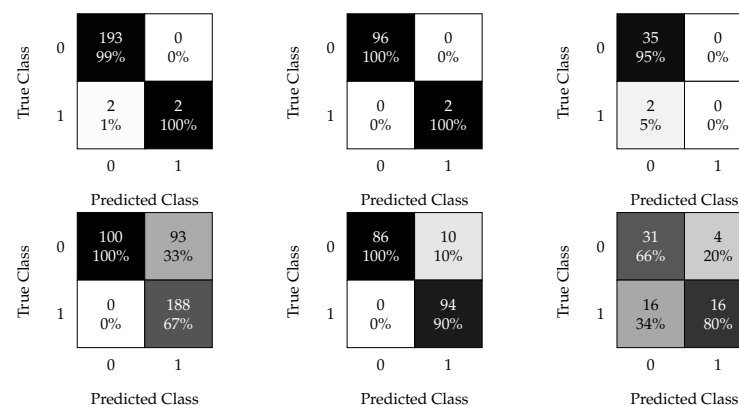 193 0
0 99% 0%
2 2
1 1% 100%
True Class
0 1
Predicted Class
96 0
0 100% 0%
0 2
1 0% 100%
True Class
0 1
Predicted Class
35 0
0 95% 0%
2 0
1 5% 0%
True Class
0 1
Predicted Class
100 93
0 100% 33%
0 188
1 0% 67%
True Class
0 1
Predicted Class
86 10
0 100% 10%
0 94
1 0% 90%
True Class
0 1
Predicted Class
31 4
0 66% 20%
16 16
1 34% 80%
True Class
0 1
Predicted Class